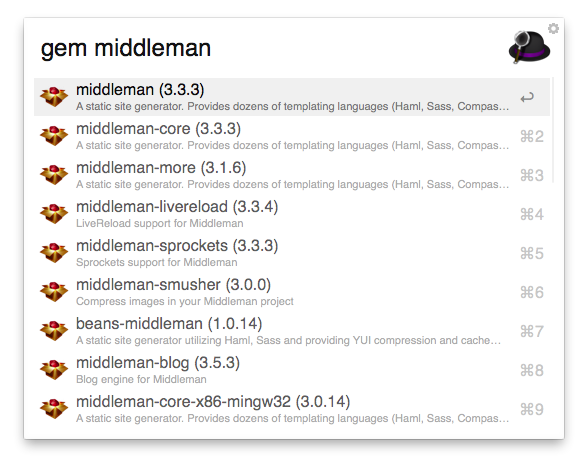 gem middleman
middleman (3.3.3)
A static site generator. Provides dozens of templating languages (Haml, Sass, Compas…
↩
middleman-core (3.3.3)
A static site generator. Provides dozens of templating languages (Haml, Sass, Compas…
⌘2
middleman-more (3.1.6)
A static site generator. Provides dozens of templating languages (Haml, Sass, Compas…
⌘3
middleman-livereload (3.3.4)
LiveReload support for Middleman
⌘4
middleman-sprockets (3.3.3)
Sprockets support for Middleman
⌘5
middleman-smusher (3.0.0)
Compress images in your Middleman project
⌘6
beans-middleman (1.0.14)
A static site generator utilizing Haml, Sass and providing YUI compression and cache…
⌘7
middleman-blog (3.5.3)
Blog engine for Middleman
⌘8
middleman-core-x86-mingw32 (3.0.14)
A static site generator. Provides dozens of templating languages (Haml, Sass, Compas…
⌘9